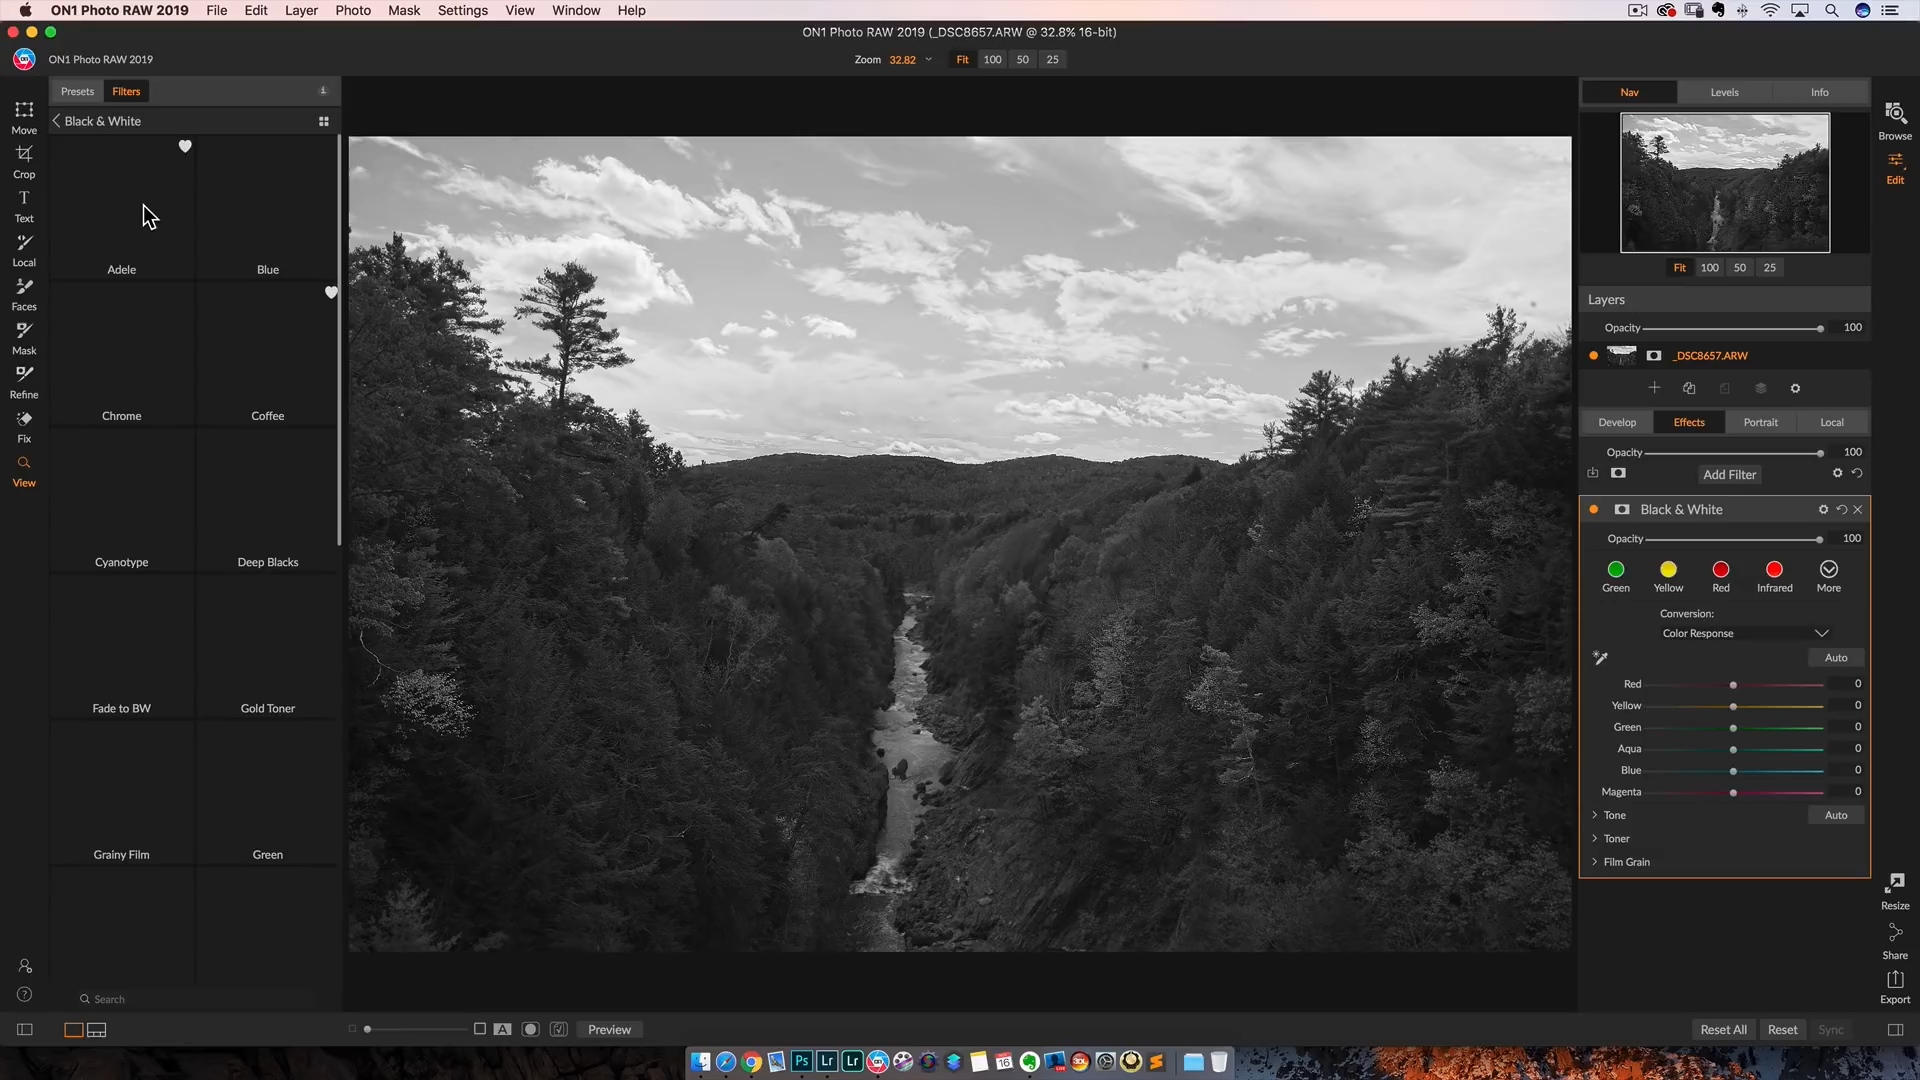 ON1 Photo RAW 2019 File Edit Layer Photo Mask Settings View Window Help
ON1 Photo RAW 2019 (_DSC8657.ARW @ 32.8% 16-bit)
ON1 Photo RAW 2019
Zoom 32.82 Fit 100 50 25
Presets Filters
Black & White
Move
Crop
Text
Local
Faces
Mask
Refine
Fix
View
Adele Blue
Chrome Coffee
Cyanotype Deep Blacks
Fade to BW Gold Toner
Grainy Film Green
Search
Nav Levels Info
Fit 100 50 25
Layers
Opacity 100
_DSC8657.ARW
Develop Effects Portrait Local
Opacity 100
Add Filter
Black & White
Opacity 100
Green Yellow Red Infrared More
Conversion:
Color Response
Auto
Red 0
Yellow 0
Green 0
Aqua 0
Blue 0
Magenta 0
Tone Auto
Toner
Film Grain
Browse
Edit
Resize
Share
Export
A Preview
Reset All Reset Sync
Ps Lr Lr
16